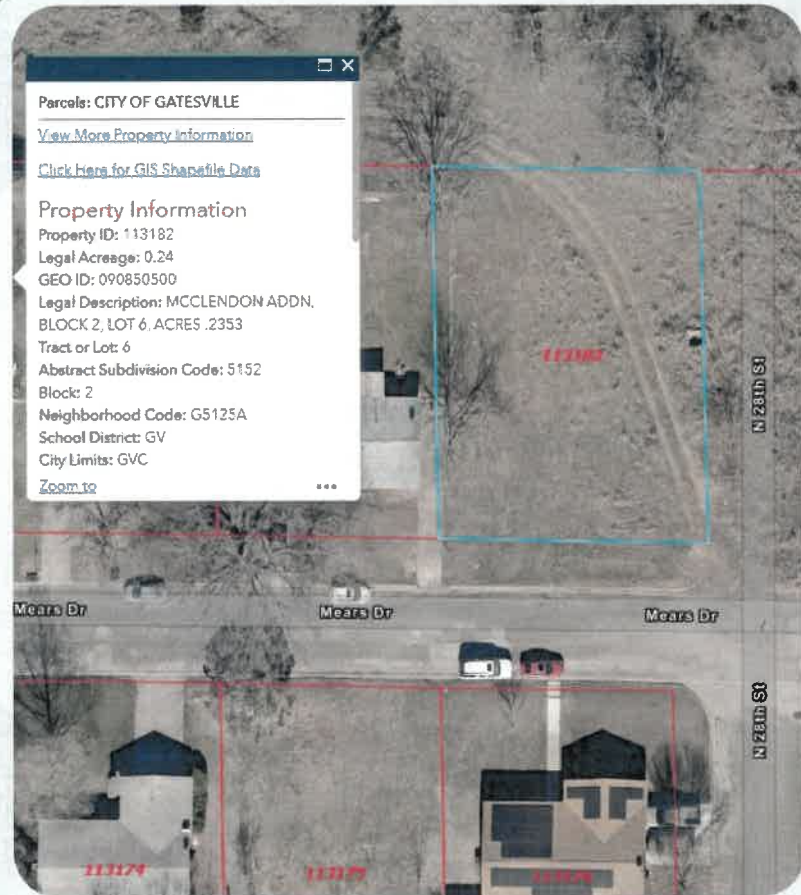 Parcels: CITY OF GATESVILLE
View More Property Information
Click Here for GIS Shapefile Data
Property Information
Property ID: 113182
Legal Acreage: 0.24
GEO ID: 090850500
Legal Description: MCCLENDON ADDN,
BLOCK 2, LOT 6, ACRES .2353
Tract or Lot: 6
Abstract Subdivision Code: 5152
Block: 2
Neighborhood Code: G5125A
School District: GV
City Limits: GVC
Zoom to
113182
N 28th St
Mears Dr
Mears Dr
Mears Dr
N 28th St
113174